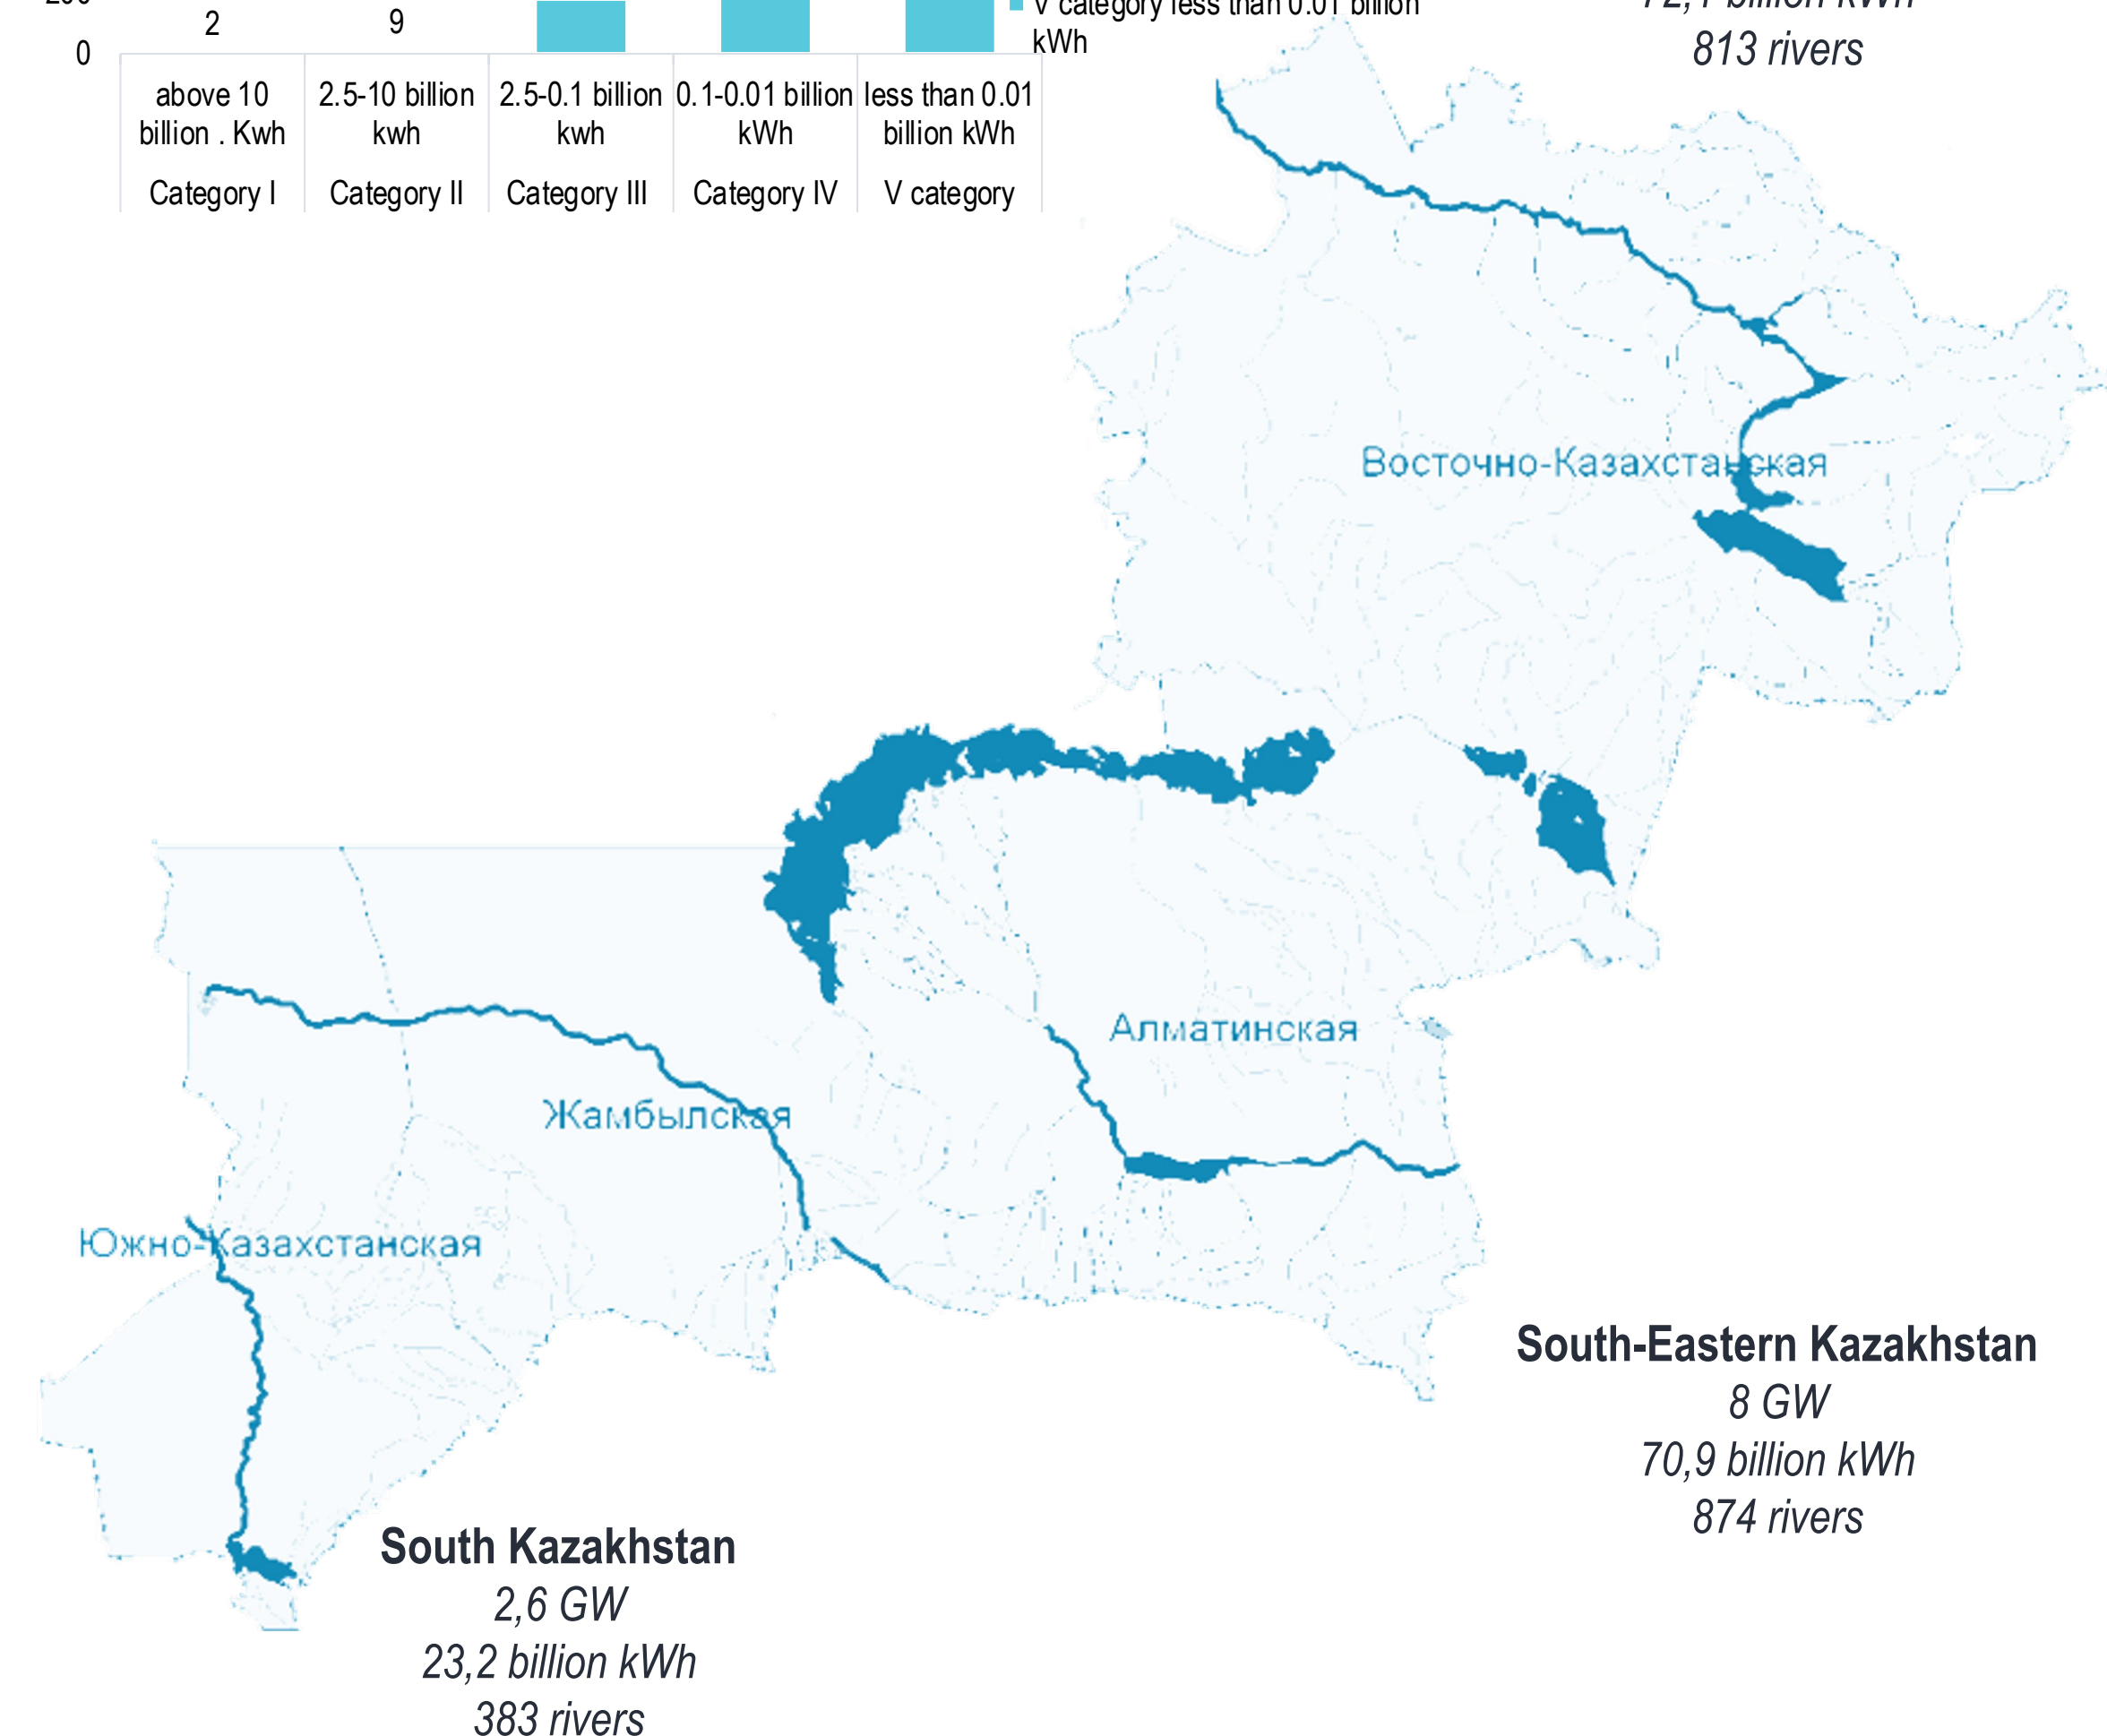 2
9
V category less than 0.01 billion
kWh
0
above 10
billion . Kwh
2.5-10 billion
kwh
2.5-0.1 billion
kwh
0.1-0.01 billion
kWh
less than 0.01
billion kWh
Category I
Category II
Category III
Category IV
V category
billion kWh
813 rivers
Восточно-Казахстанская
Алматинская
Жамбылская
Южно-Казахстанская
South-Eastern Kazakhstan
8 GW
70,9 billion kWh
874 rivers
South Kazakhstan
2,6 GW
23,2 billion kWh
383 rivers